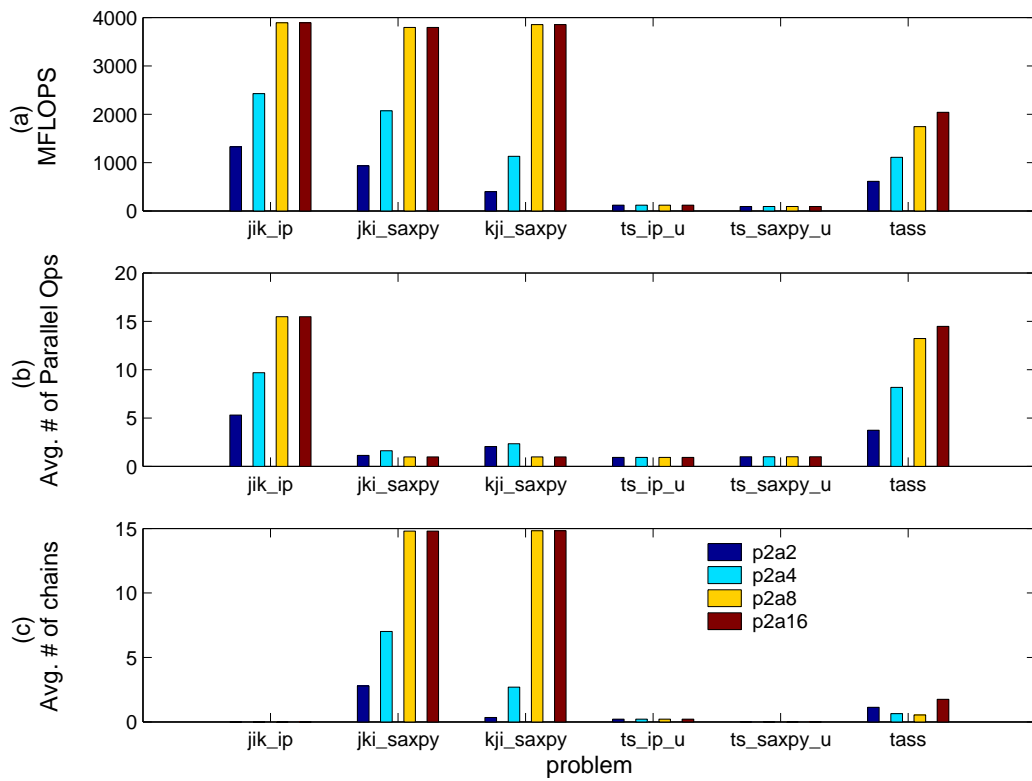 (a)
MFLOPS
4000
3000
2000
1000
0
jik_ip jki_saxpy kji_saxpy ts_ip_u ts_saxpy_u tass
(b)
Avg. # of Parallel Ops
20
15
10
5
0
jik_ip jki_saxpy kji_saxpy ts_ip_u ts_saxpy_u tass
(c)
Avg. # of chains
15
10
5
0
p2a2
p2a4
p2a8
p2a16
jik_ip jki_saxpy kji_saxpy ts_ip_u ts_saxpy_u tass
problem